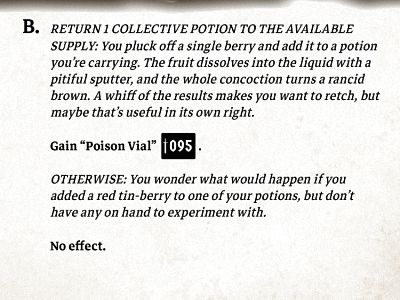 B. RETURN 1 COLLECTIVE POTION TO THE AVAILABLE
SUPPLY: You pluck off a single berry and add it to a potion
you’re carrying. The fruit dissolves into the liquid with a
pitiful sputter, and the whole concoction turns a rancid
brown. A whiff of the results makes you want to retch, but
maybe that’s useful in its own right.
Gain “Poison Vial” 095 .
OTHERWISE: You wonder what would happen if you
added a red tin-berry to one of your potions, but don’t
have any on hand to experiment with.
No effect.